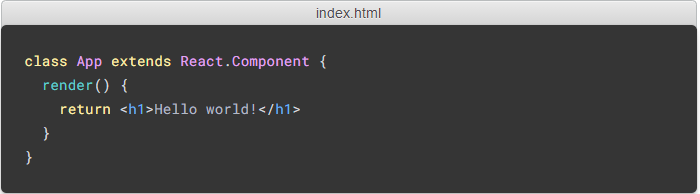 index.html
class App extends React.Component {
  render() {
    return <h1>Hello world!</h1>
  }
}